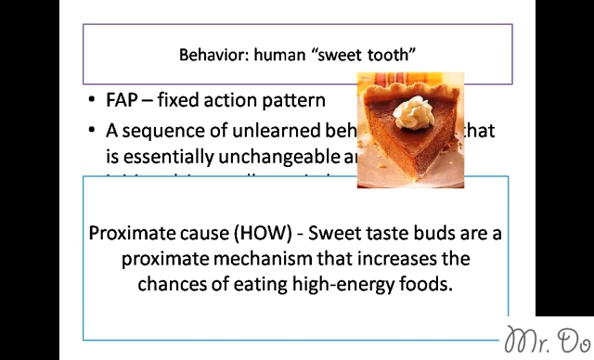 Behavior: human “sweet tooth”
• FAP – fixed action pattern
• A sequence of unlearned that
is essentially unchangeable
Proximate cause (HOW) - Sweet taste buds are a
proximate mechanism that increases the
chances of eating high-energy foods.
Mr. Do